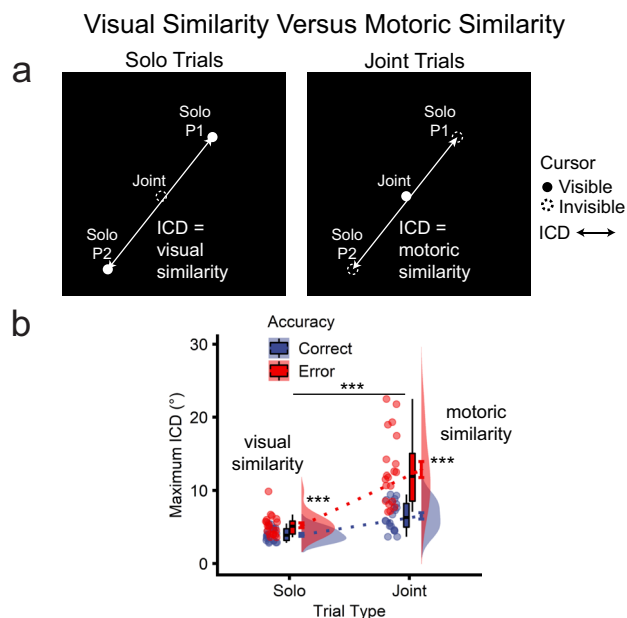 Visual Similarity Versus Motoric Similarity
a
Solo Trials
Joint Trials
Solo
P1
Joint
Solo
P2
ICD =
visual
similarity
Solo
P1
Joint
Solo
P2
ICD =
motoric
similarity
Cursor
Visible
Invisible
ICD
b
Accuracy
Correct
Error
***
visual
similarity
***
motoric
similarity
***
Maximum ICD (°)
30
20
10
0
Solo
Joint
Trial Type